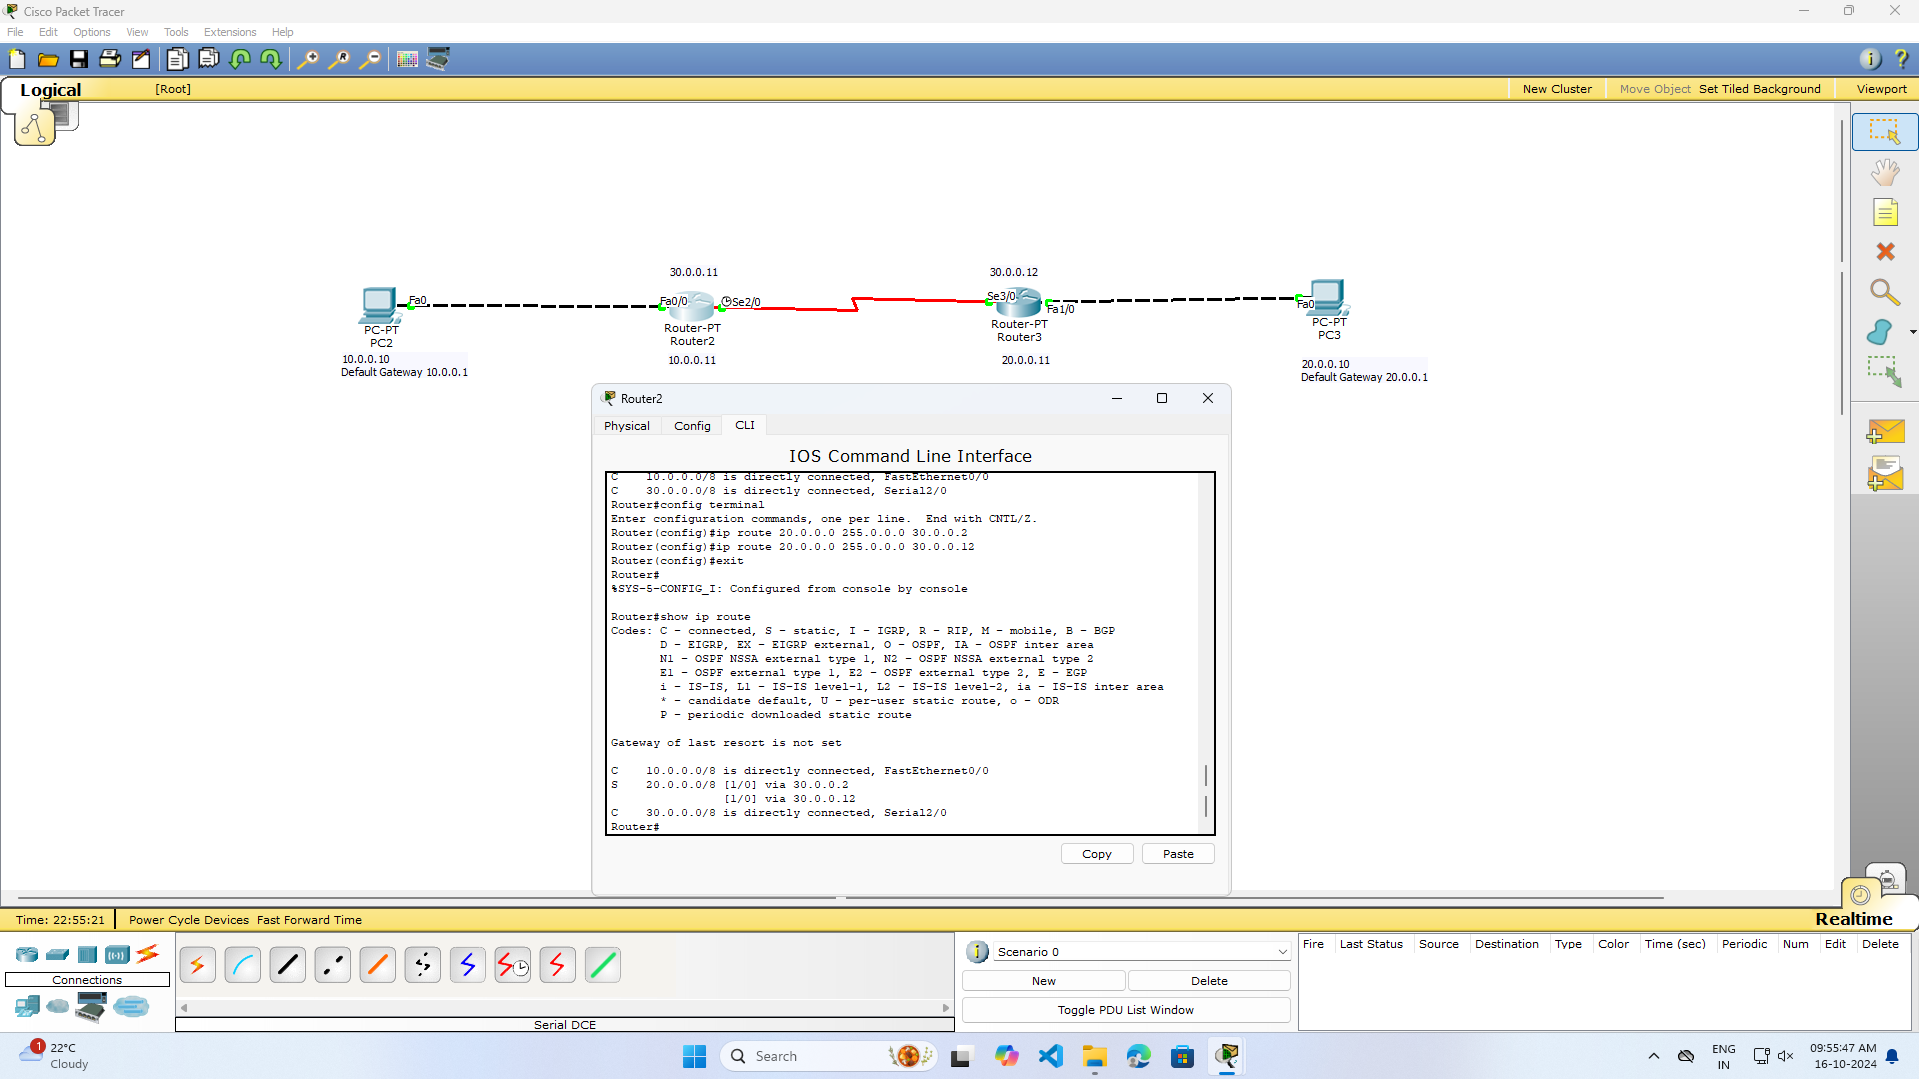 Cisco Packet Tracer
File Edit Options View Tools Extensions Help
Logical [Root] New Cluster Move Object Set Tiled Background Viewport
30.0.0.11
30.0.0.12
Fa0
Fa0/0
Se2/0
Se3/0
Fa1/0
Fa0
PC-PT
PC2
Router-PT
Router2
Router-PT
Router3
PC-PT
PC3
10.0.0.10
Default Gateway 10.0.0.1
10.0.0.11
20.0.0.11
20.0.0.10
Default Gateway 20.0.0.1
Router2
Physical Config CLI
IOS Command Line Interface
C    10.0.0.0/8 is directly connected, FastEthernet0/0
C    30.0.0.0/8 is directly connected, Serial2/0
Router#config terminal
Enter configuration commands, one per line.  End with CNTL/Z.
Router(config)#ip route 20.0.0.0 255.0.0.0 30.0.0.2
Router(config)#ip route 20.0.0.0 255.0.0.0 30.0.0.12
Router(config)#exit
Router#
%SYS-5-CONFIG_I: Configured from console by console
Router#show ip route
Codes: C - connected, S - static, I - IGRP, R - RIP, M - mobile, B - BGP
D - EIGRP, EX - EIGRP external, O - OSPF, IA - OSPF inter area
N1 - OSPF NSSA external type 1, N2 - OSPF NSSA external type 2
E1 - OSPF external type 1, E2 - OSPF external type 2, E - EGP
i - IS-IS, L1 - IS-IS level-1, L2 - IS-IS level-2, ia - IS-IS inter area
* - candidate default, U - per-user static route, o - ODR
P - periodic downloaded static route
Gateway of last resort is not set
C    10.0.0.0/8 is directly connected, FastEthernet0/0
S    20.0.0.0/8 [1/0] via 30.0.0.2
[1/0] via 30.0.0.12
C    30.0.0.0/8 is directly connected, Serial2/0
Router#
Copy Paste
Time: 22:55:21 Power Cycle Devices Fast Forward Time Realtime
Connections
Serial DCE
Scenario 0
New Delete
Toggle PDU List Window
Fire Last Status Source Destination Type Color Time (sec) Periodic Num Edit Delete
1
22°C
Cloudy
Search
ENG
IN
09:55:47 AM
16-10-2024